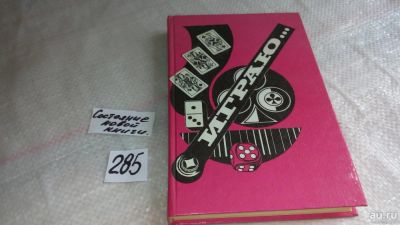 Состояние
новой
книги.
285
ИГРАЮ...
au.ru